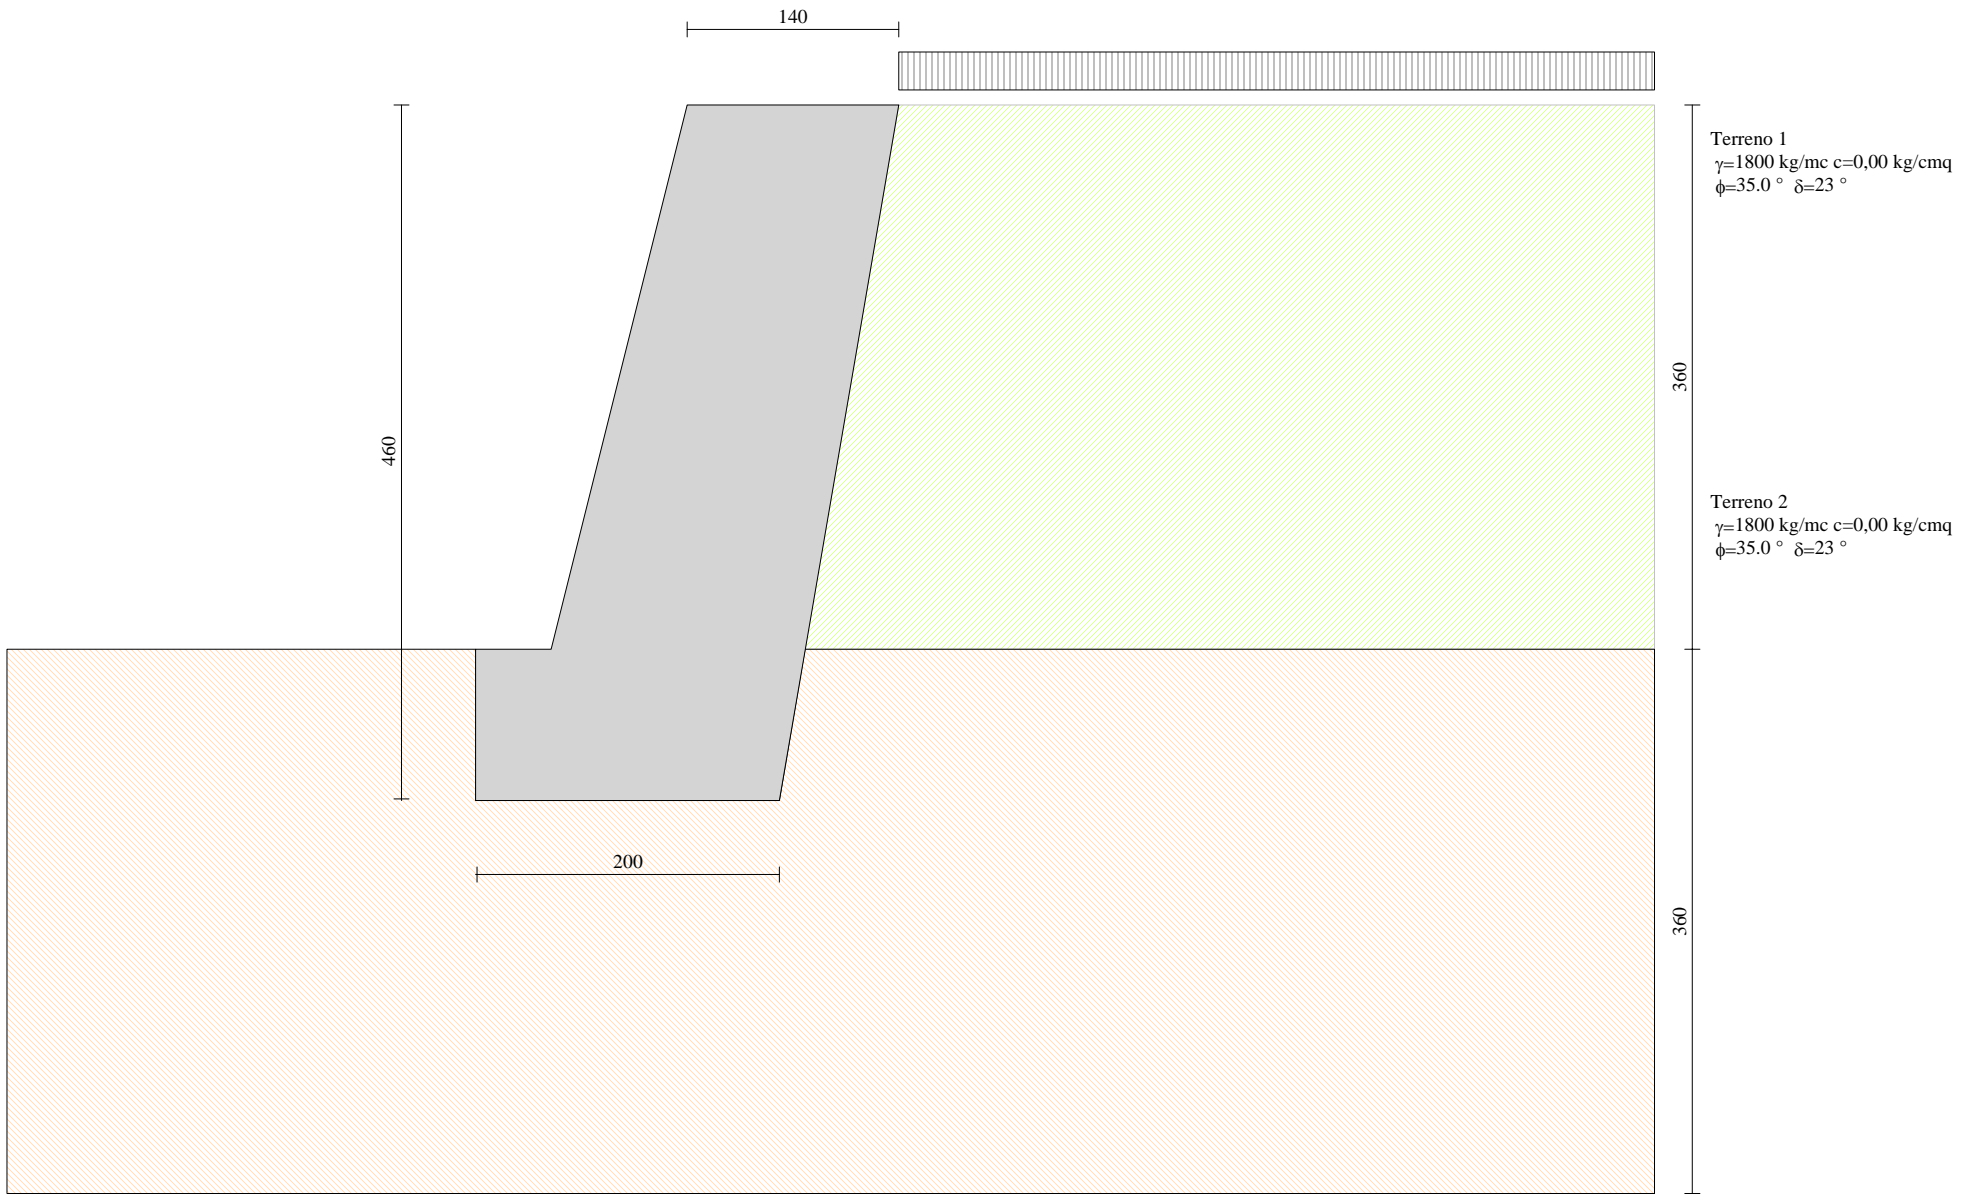 140
Terreno 1
γ=1800 kg/mc c=0,00 kg/cmq
ϕ=35.0 ° δ=23 °
360
460
Terreno 2
γ=1800 kg/mc c=0,00 kg/cmq
ϕ=35.0 ° δ=23 °
200
360